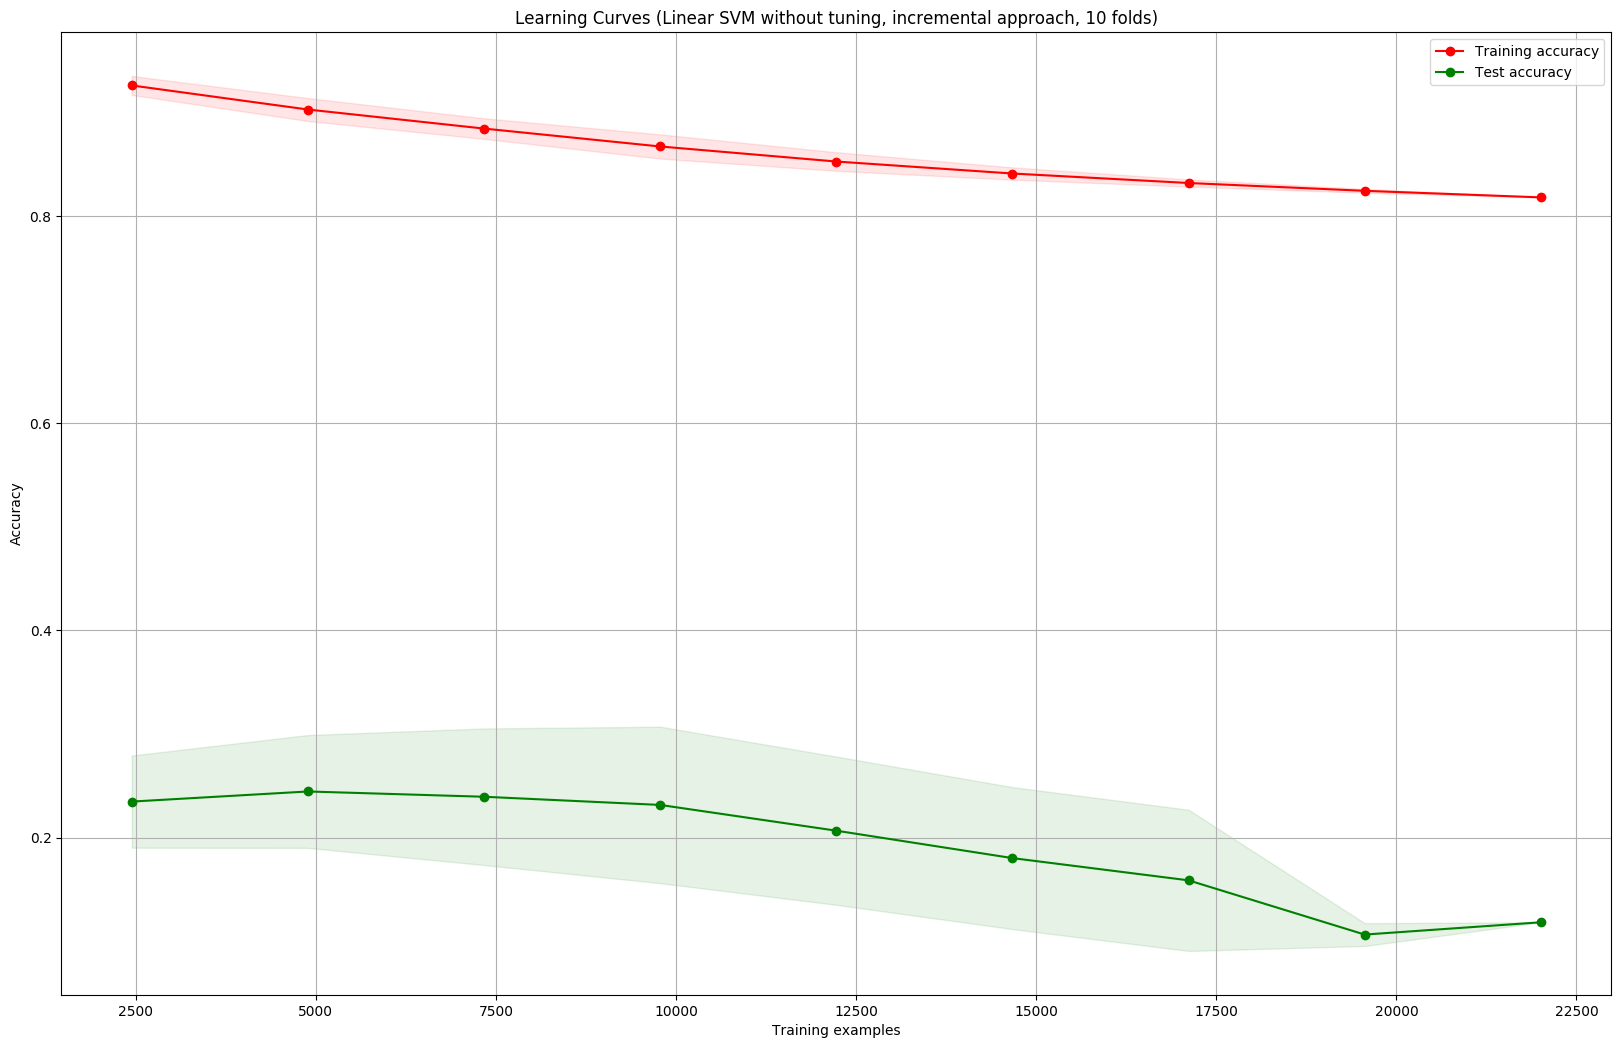 Learning Curves (Linear SVM without tuning, incremental approach, 10 folds)
Training accuracy
Test accuracy
Accuracy
0.8
0.6
0.4
0.2
2500 5000 7500 10000 12500 15000 17500 20000 22500
Training examples